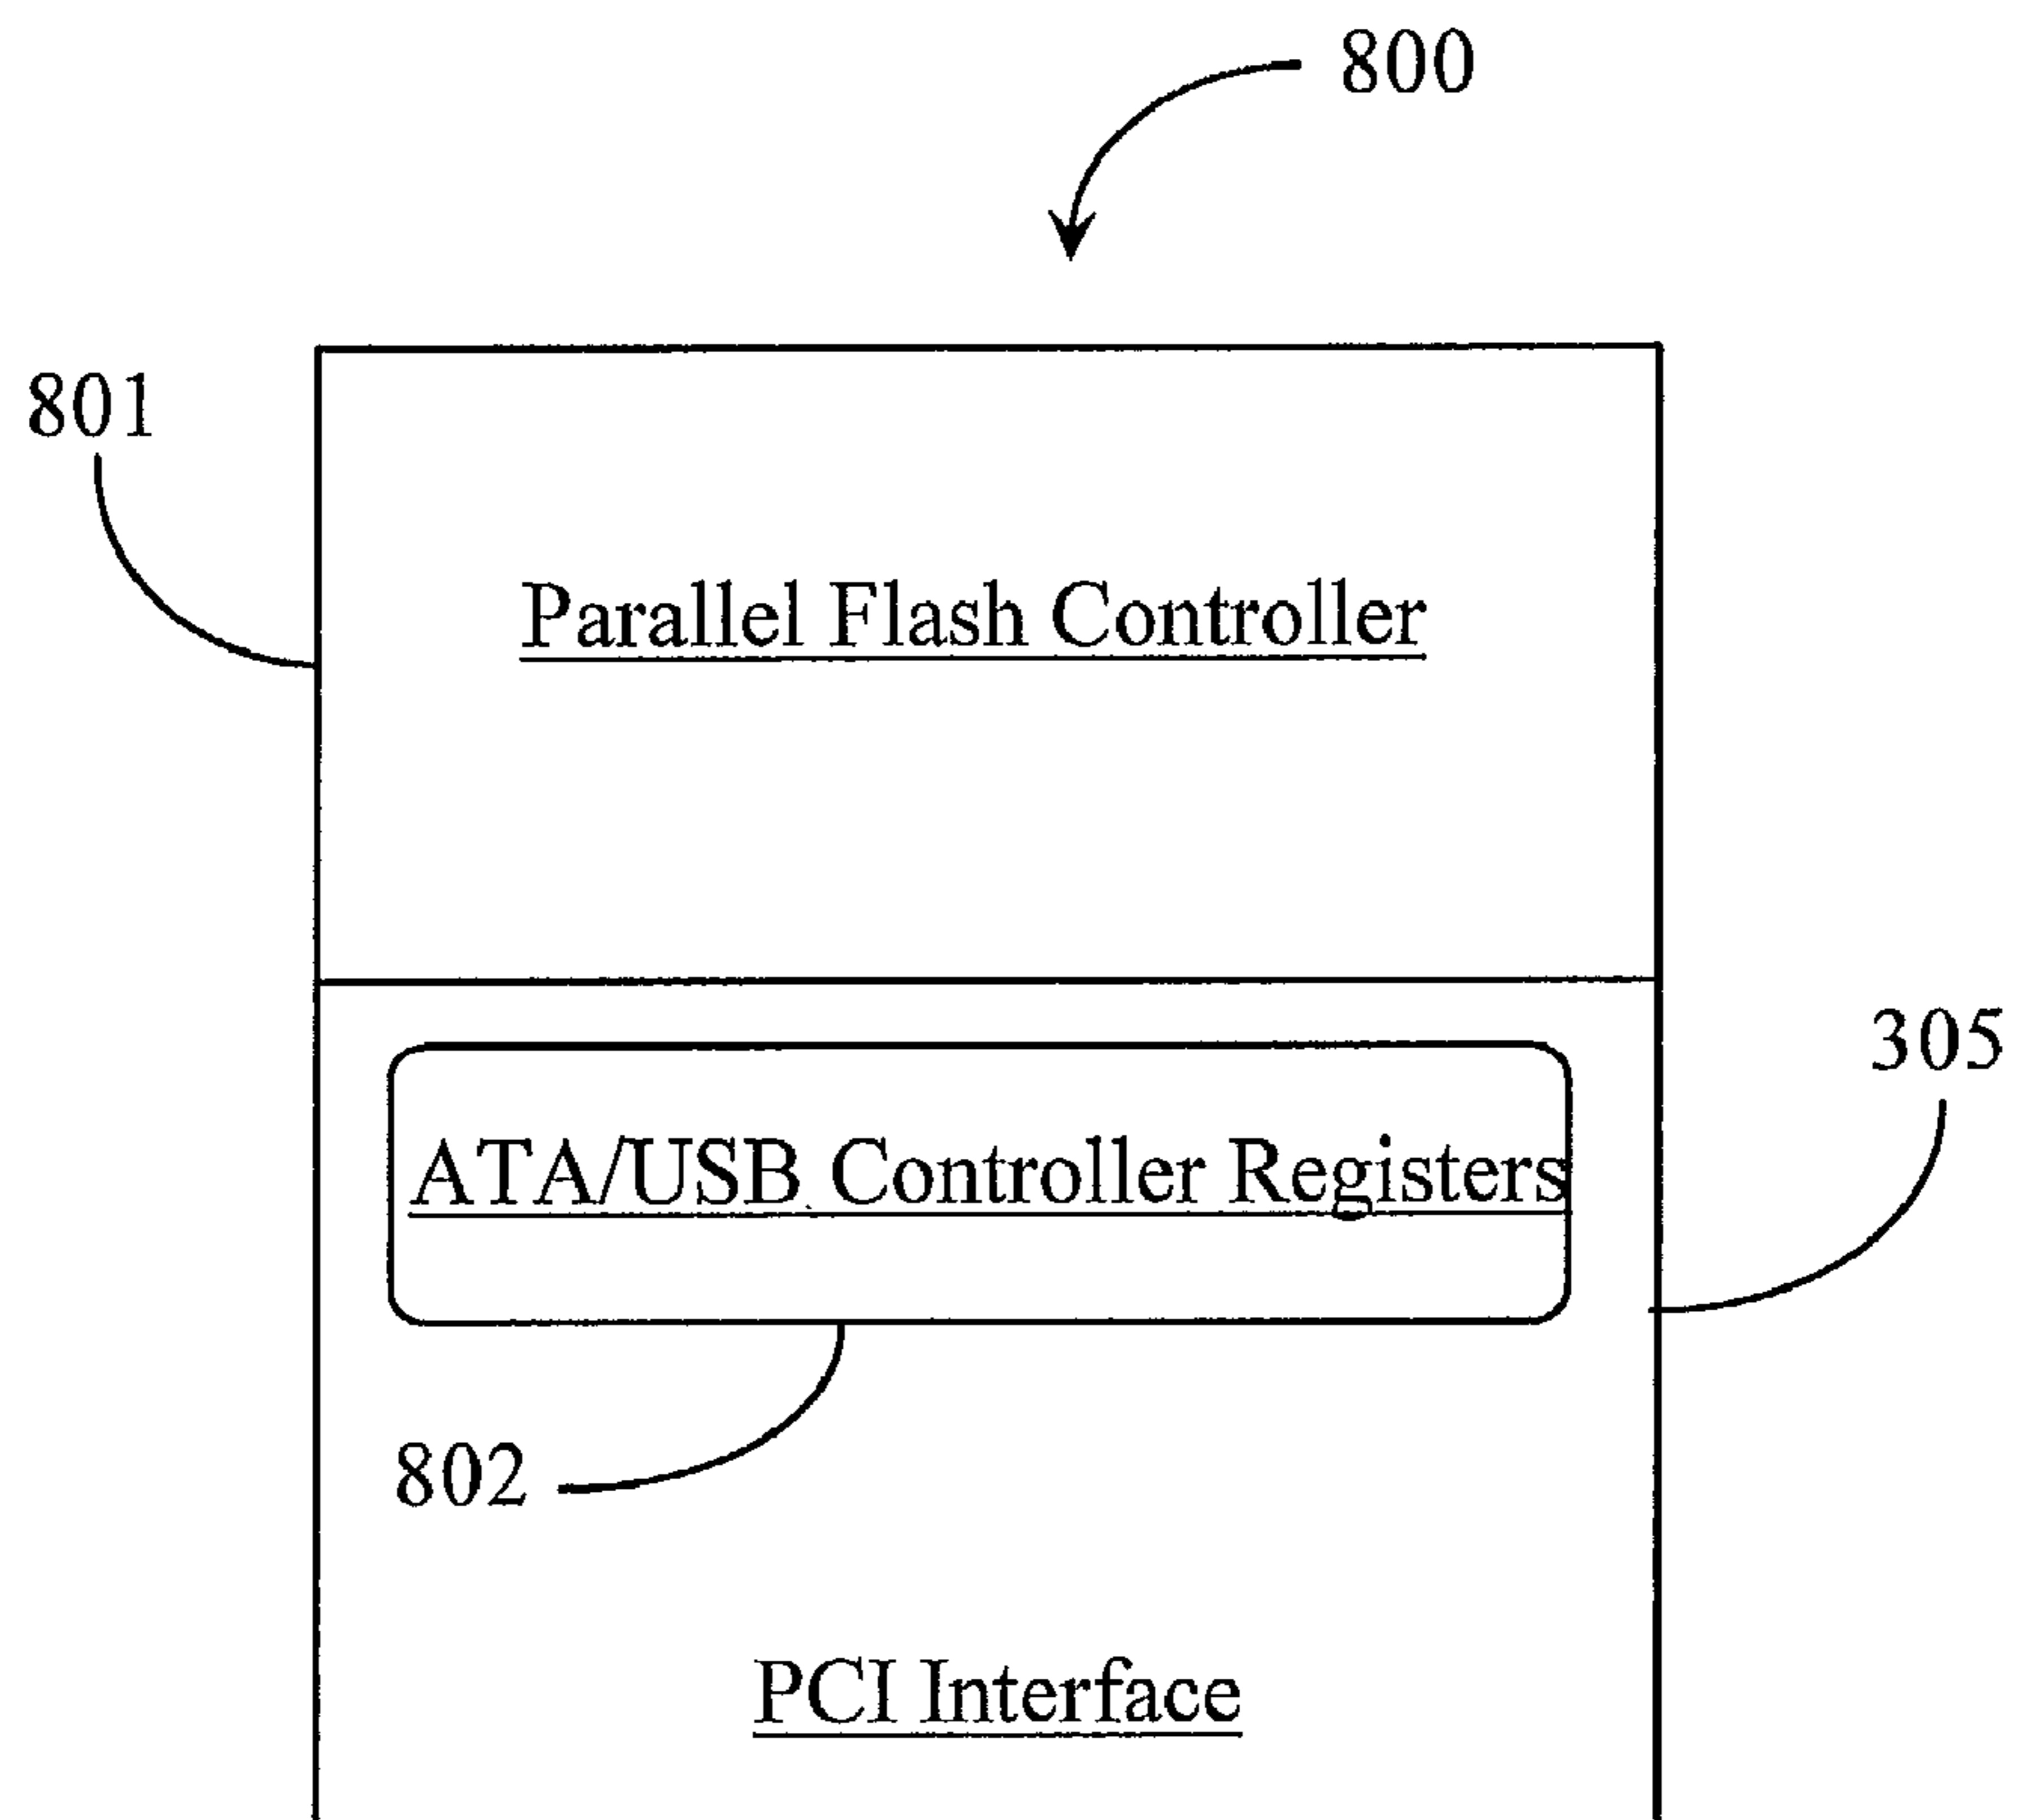 800
801
Parallel Flash Controller
305
ATA/USB Controller Registers
802
PCI Interface